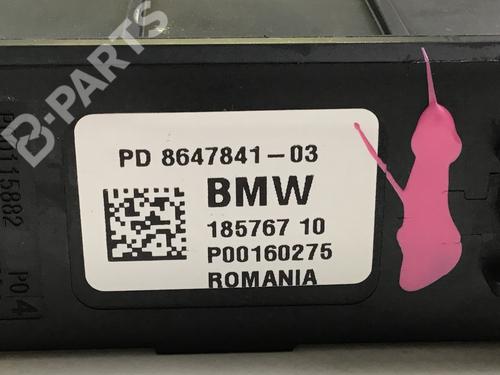 B-PARTS
PD 8647841-03
BMW
185767 10
P00160275
ROMANIA